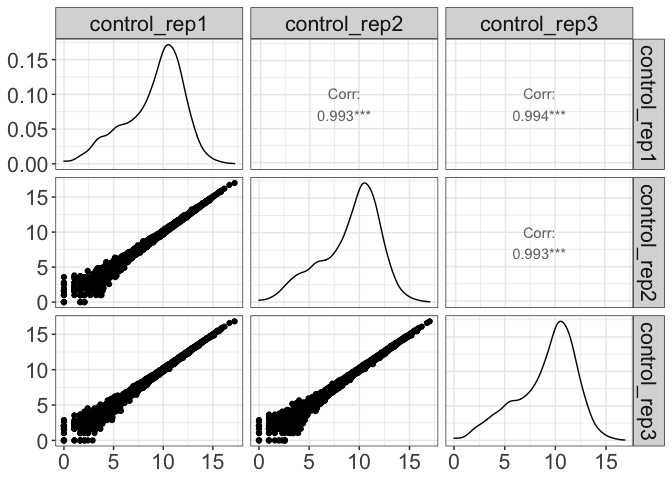 control_rep1
control_rep2
control_rep3
0.15
0.10
0.05
0.00
Corr:
0.993***
Corr:
0.994***
control_rep1
15
10
5
0
Corr:
0.993***
control_rep2
15
10
5
0
control_rep3
0 5 10 15
0 5 10 15
0 5 10 15